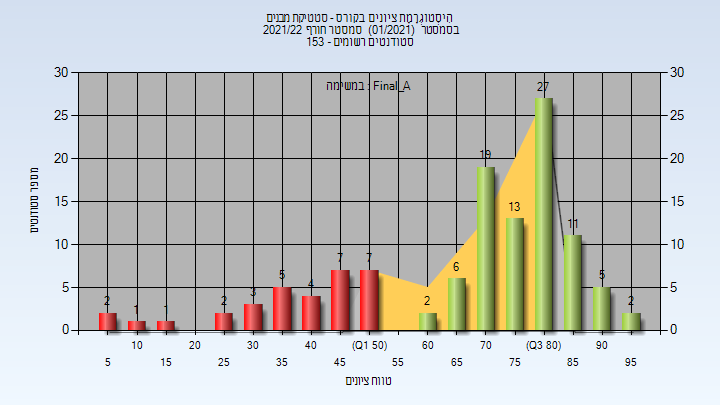 היסטוגרמת ציונים בקורס - סטטיקת מבנים
בסמסטר (01/2021) סמסטר חורף 2021/22
סטודנטים רשומים - 153
במשימה : Final_A
30 30
25 25
20 20
15 15
10 10
5 5
0 0
מספר סטודנטים
2 1 1 2 3 5 4 7 7 2 6 19 13 27 11 5 2
10 20 30 40 (Q1 50) 60 70 (Q3 80) 90
5 15 25 35 45 55 65 75 85 95
טווח ציונים